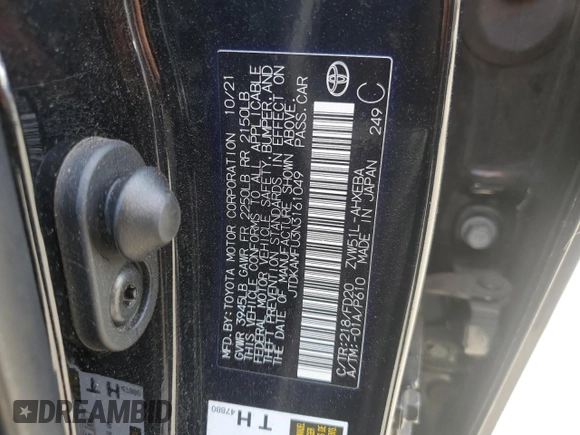 MFD.BY:TOYOTA MOTOR CORPORATION 10/21
GVWR 3945LB GAWR FR 2250LB RR 2150LB
THIS VEHICLE CONFORMS TO ALL APPLICABLE
FEDERAL MOTOR VEHICLE SAFETY, BUMPER, AND
THEFT PREVENTION STANDARDS IN EFFECT ON
THE DATE OF MANUFACTURE SHOWN ABOVE.
JTDKAMFU3N3161049 PASS.CAR
C/TR:218/FD20 ZVW51L-AHXEBA
A/TM:-01A/P610 MADE IN JAPAN
249 C
HT
TH
47880
DREAMBID